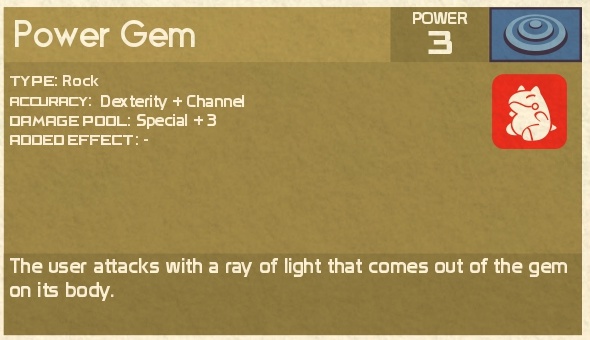 Power Gem
POWER
3
TYPE: Rock
ACCURACY: Dexterity + Channel
DAMAGE POOL: Special + 3
ADDED EFFECT: -
The user attacks with a ray of light that comes out of the gem
on its body.